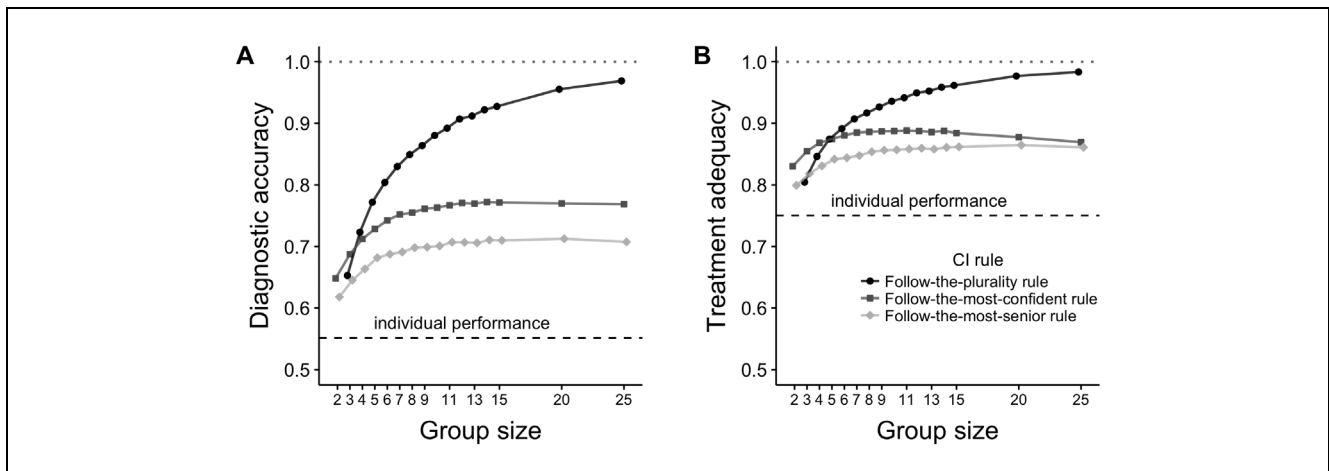 A
Diagnostic accuracy
1.0
0.9
0.8
0.7
0.6
0.5
individual performance
2 3 4 5 6 7 8 9 11 13 15 20 25
Group size
B
Treatment adequacy
1.0
0.9
0.8
0.7
0.6
0.5
individual performance
CI rule
Follow-the-plurality rule
Follow-the-most-confident rule
Follow-the-most-senior rule
2 3 4 5 6 7 8 9 11 13 15 20 25
Group size